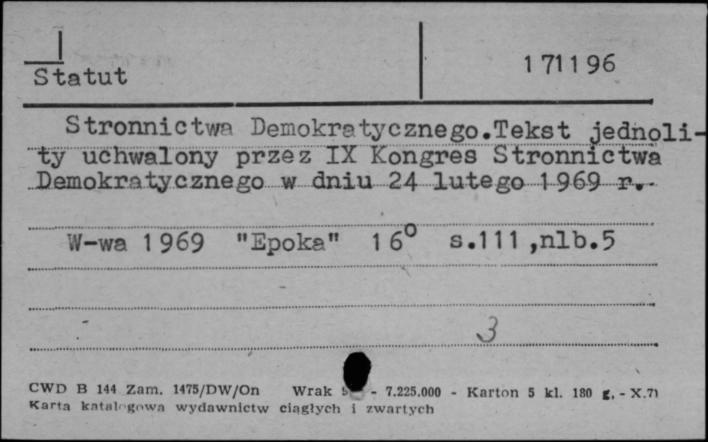 Statut 171196
Stronnictwa Demokratycznego.Tekst jednoli-
ty uchwalony przez IX Kongres Stronnictwa
Demokratycznego w dniu 24 lutego 1969 r.
W-wa 1969 "Epoka" 16° s.111,nlb.5
3
CWD B 144 Zam. 1475/DW/On Wrak - 7.225.000 - Karton 5 kl. 180 g, - X.71
Karta katalogowa wydawnictw ciągłych i zwartych